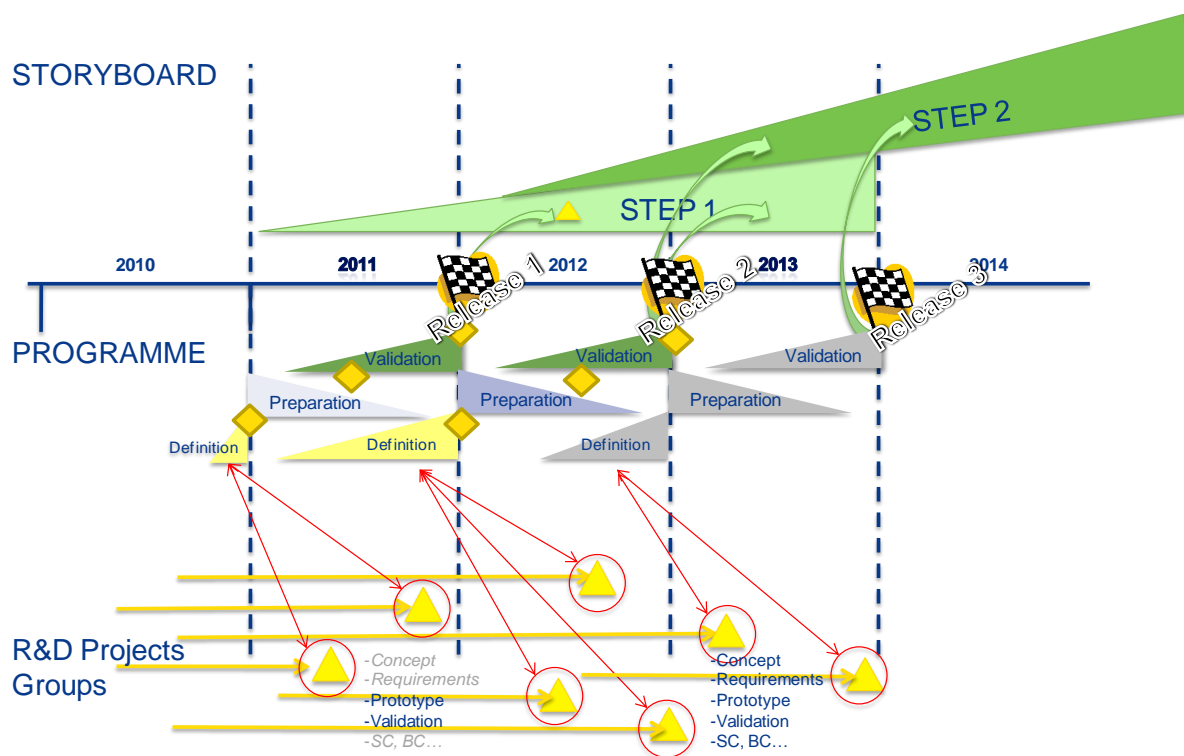 STORYBOARD
STEP 2
STEP 1
2010
2011
2012
2013
2014
Release 1
Release 2
Release 3
PROGRAMME
Validation
Validation
Validation
Preparation
Preparation
Preparation
Definition
Definition
Definition
R&D Projects
Groups
-Concept
-Requirements
-Prototype
-Validation
-SC, BC…
-Concept
-Requirements
-Prototype
-Validation
-SC, BC…